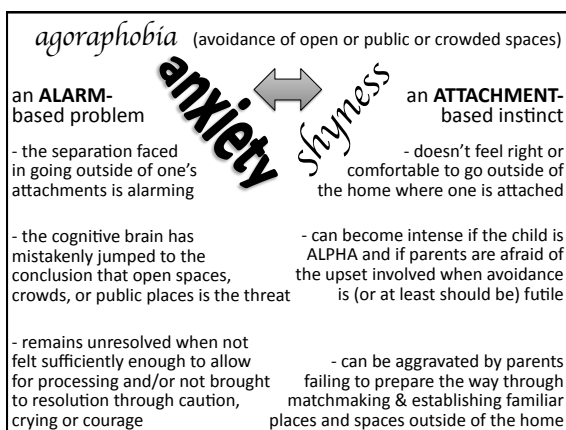 agoraphobia (avoidance of open or public or crowded spaces)
anxiety
shyness
an ALARM-
based problem
- the separation faced
in going outside of one's
attachments is alarming
- the cognitive brain has
mistakenly jumped to the
conclusion that open spaces,
crowds, or public places is the threat
- remains unresolved when not
felt sufficiently enough to allow
for processing and/or not brought
to resolution through caution,
crying or courage
an ATTACHMENT-
based instinct
- doesn't feel right or
comfortable to go outside
of the home where one is attached
- can become intense if the child is
ALPHA and if parents are afraid of
the upset involved when avoidance
is (or at least should be) futile
- can be aggravated by parents
failing to prepare the way through
matchmaking & establishing familiar
places and spaces outside of the home